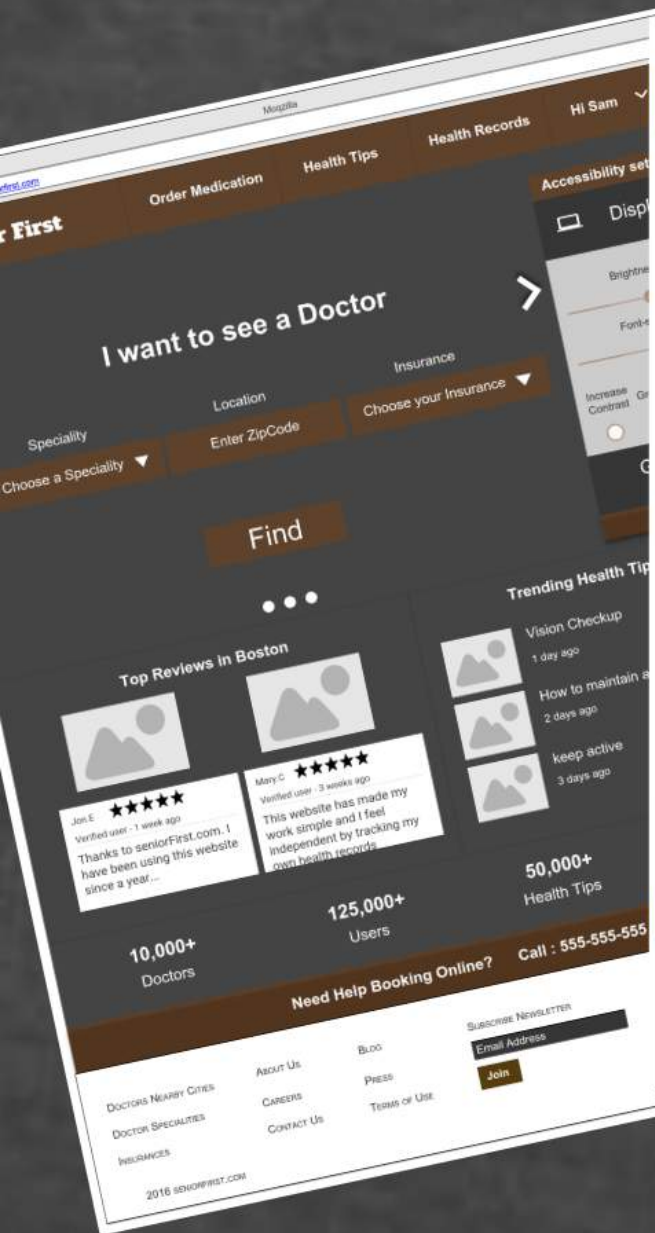 Moqzilla
rfirst.com
r First
Order Medication
Health Tips
Health Records
Hi Sam
I want to see a Doctor
Speciality
Choose a Speciality
Location
Enter ZipCode
Insurance
Choose your Insurance
Find
Accessibility set
Displ
Brightne
Font-s
Increase
Contrast
Gr
G
Top Reviews in Boston
Jon.E
Verified user - 1 week ago
Thanks to seniorFirst.com. I
have been using this website
since a year...
Mary.C
Verified user - 3 weeks ago
This website has made my
work simple and I feel
independent by tracking my
own health records
Trending Health Tip
Vision Checkup
1 day ago
How to maintain a
2 days ago
keep active
3 days ago
10,000+
Doctors
125,000+
Users
50,000+
Health Tips
Need Help Booking Online? Call : 555-555-555
Doctors Nearby Cities
Doctor Specialities
Insurances
About Us
Careers
Contact Us
Blog
Press
Terms of Use
Subscribe Newsletter
Email Address
Join
2016 seniorfirst.com